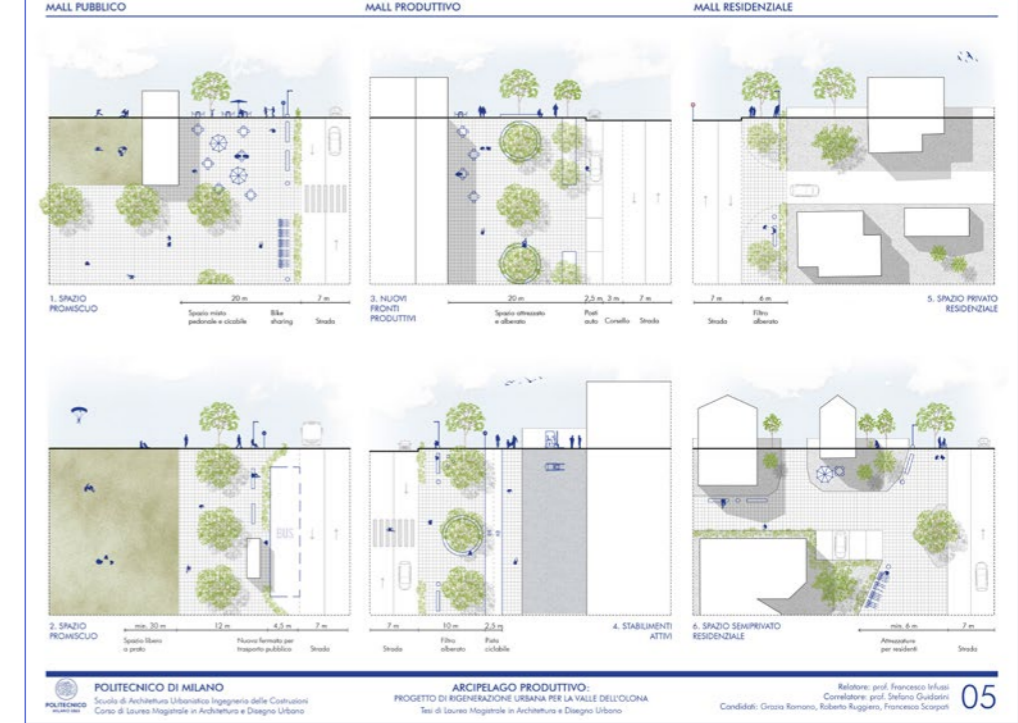 MALL PUBBLICO
MALL PRODUTTIVO
MALL RESIDENZIALE
1. SPAZIO
PROMISCUO
20 m
7 m
Spazio misto
pedonale e ciclabile
Bike
sharing
Strada
3. NUOVI
FRONTI
PRODUTTIVI
20 m
2,5 m, 3 m,
7 m
Spazio attrezzato
e alberato
Posti
auto
Corsello
Strada
7 m
6 m
Strada
Filtro
alberato
5. SPAZIO PRIVATO
RESIDENZIALE
BUS
2. SPAZIO
PROMISCUO
min. 30 m
12 m
4,5 m
7 m
Spazio libero
a prato
Nuova fermata per
trasporto pubblico
Strada
7 m
10 m
2,5 m
Strada
Filtro
alberato
Pista
ciclabile
4. STABILIMENTI
ATTIVI
6. SPAZIO SEMIPRIVATO
RESIDENZIALE
min. 6 m
7 m
Attrezzatura
per residenti
Strada
POLITECNICO
MILANO 1863
POLITECNICO DI MILANO
Scuola di Architettura Urbanistica Ingegneria delle Costruzioni
Corso di Laurea Magistrale in Architettura e Disegno Urbano
ARCIPELAGO PRODUTTIVO:
PROGETTO DI RIGENERAZIONE URBANA PER LA VALLE DELL'OLONA
Tesi di Laurea Magistrale in Architettura e Disegno Urbano
Relatore: prof. Francesco Infussi
Correlatore: prof. Stefano Guidarini
Candidati: Grazia Romano, Roberto Ruggiero, Francesco Scarpati
05